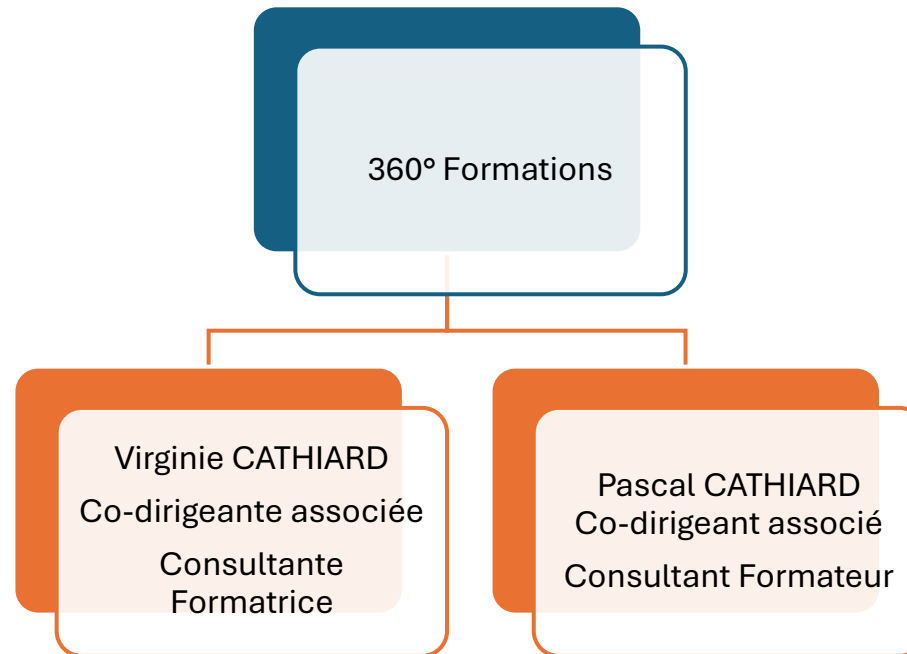 360° Formations
Virginie CATHIARD
Co-dirigeante associée
Consultante
Formatrice
Pascal CATHIARD
Co-dirigeant associé
Consultant Formateur